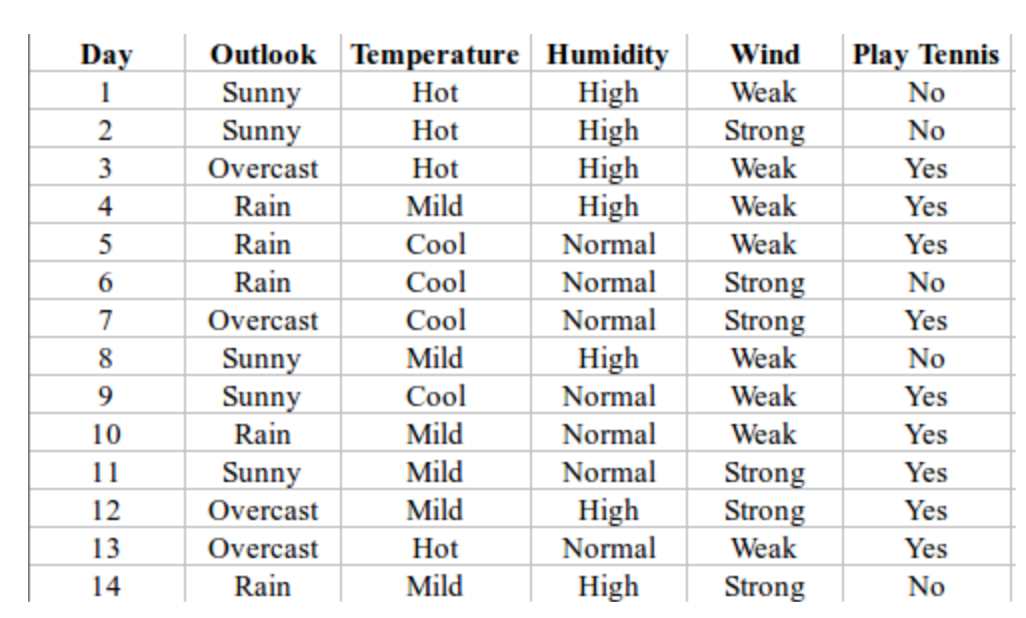 Day Outlook Temperature Humidity Wind Play Tennis
1 Sunny Hot High Weak No
2 Sunny Hot High Strong No
3 Overcast Hot High Weak Yes
4 Rain Mild High Weak Yes
5 Rain Cool Normal Weak Yes
6 Rain Cool Normal Strong No
7 Overcast Cool Normal Strong Yes
8 Sunny Mild High Weak No
9 Sunny Cool Normal Weak Yes
10 Rain Mild Normal Weak Yes
11 Sunny Mild Normal Strong Yes
12 Overcast Mild High Strong Yes
13 Overcast Hot Normal Weak Yes
14 Rain Mild High Strong No